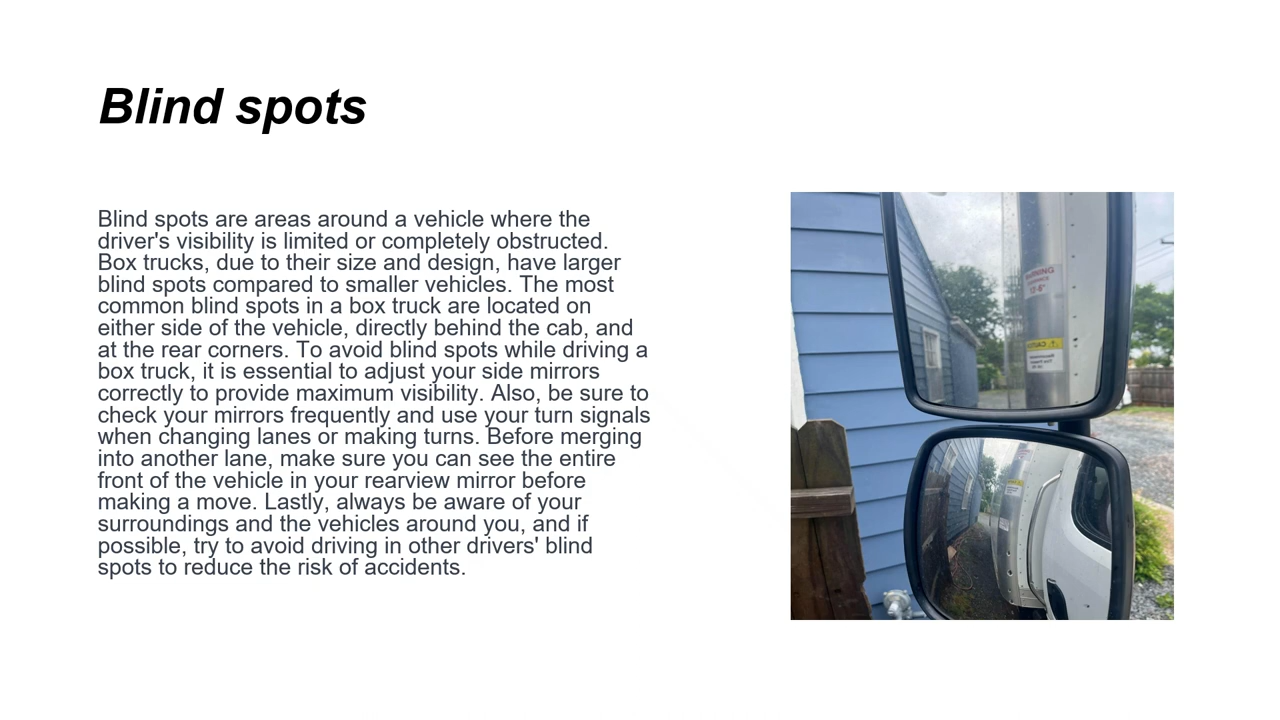 Blind spots
Blind spots are areas around a vehicle where the
driver's visibility is limited or completely obstructed.
Box trucks, due to their size and design, have larger
blind spots compared to smaller vehicles. The most
common blind spots in a box truck are located on
either side of the vehicle, directly behind the cab, and
at the rear corners. To avoid blind spots while driving a
box truck, it is essential to adjust your side mirrors
correctly to provide maximum visibility. Also, be sure to
check your mirrors frequently and use your turn signals
when changing lanes or making turns. Before merging
into another lane, make sure you can see the entire
front of the vehicle in your rearview mirror before
making a move. Lastly, always be aware of your
surroundings and the vehicles around you, and if
possible, try to avoid driving in other drivers' blind
spots to reduce the risk of accidents.